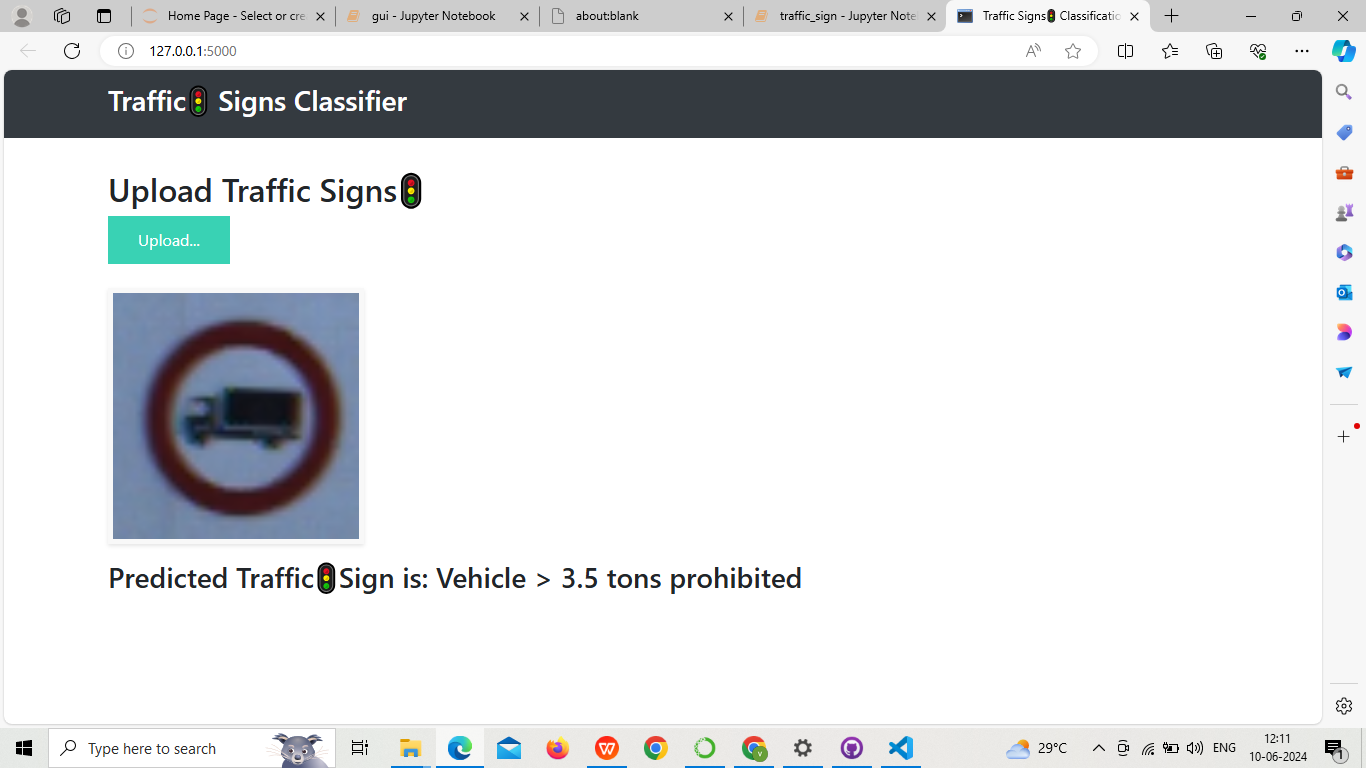 Home Page - Select or cre
gui - Jupyter Notebook
about:blank
traffic_sign - Jupyter Note
Traffic Signs🚦 Classificatio
127.0.0.1:5000
Traffic🚦 Signs Classifier
Upload Traffic Signs🚦
Upload...
Predicted Traffic🚦Sign is: Vehicle > 3.5 tons prohibited
Type here to search
29°C
ENG
12:11
10-06-2024
1